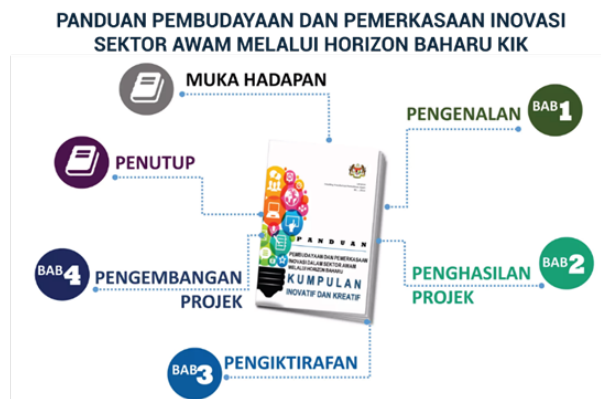 PANDUAN PEMBUDAYAAN DAN PEMERKASAAN INOVASI
SEKTOR AWAM MELALUI HORIZON BAHARU KIK
MUKA HADAPAN
PENGENALAN
BAB 1
PENUTUP
PANDUAN
PEMBUDAYAAN DAN PEMERKASAAN
INOVASI DALAM SEKTOR AWAM
MELALUI HORIZON BAHARU
KUMPULAN
INOVATIF DAN KREATIF
BAB 4
PENGEMBANGAN
PROJEK
PENGHASILAN
PROJEK
BAB 2
BAB 3
PENGIKTIRAFAN